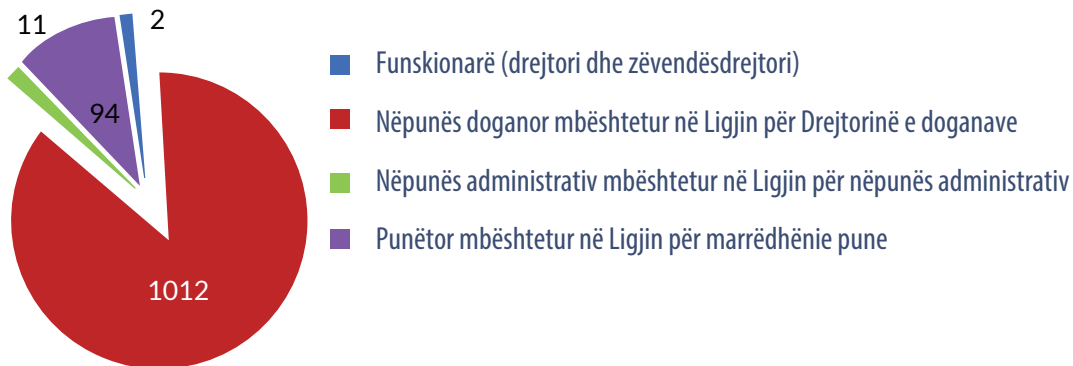 11
2
94
1012
Funskionarë (drejtori dhe zëvendësdrejtori)
Nëpunës doganor mbështetur në Ligjin për Drejtorinë e doganave
Nëpunës administrativ mbështetur në Ligjin për nëpunës administrativ
Punëtor mbështetur në Ligjin për marrëdhënie pune